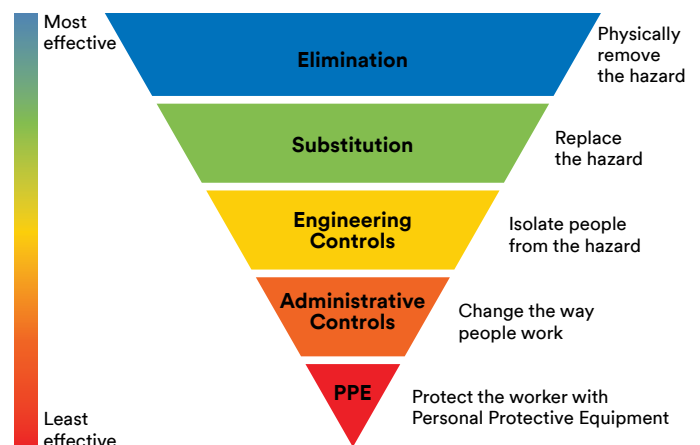 Most
effective
Elimination
Physically
remove
the hazard
Substitution
Replace
the hazard
Engineering
Controls
Isolate people
from the hazard
Administrative
Controls
Change the way
people work
PPE
Protect the worker with
Personal Protective Equipment
Least
effective